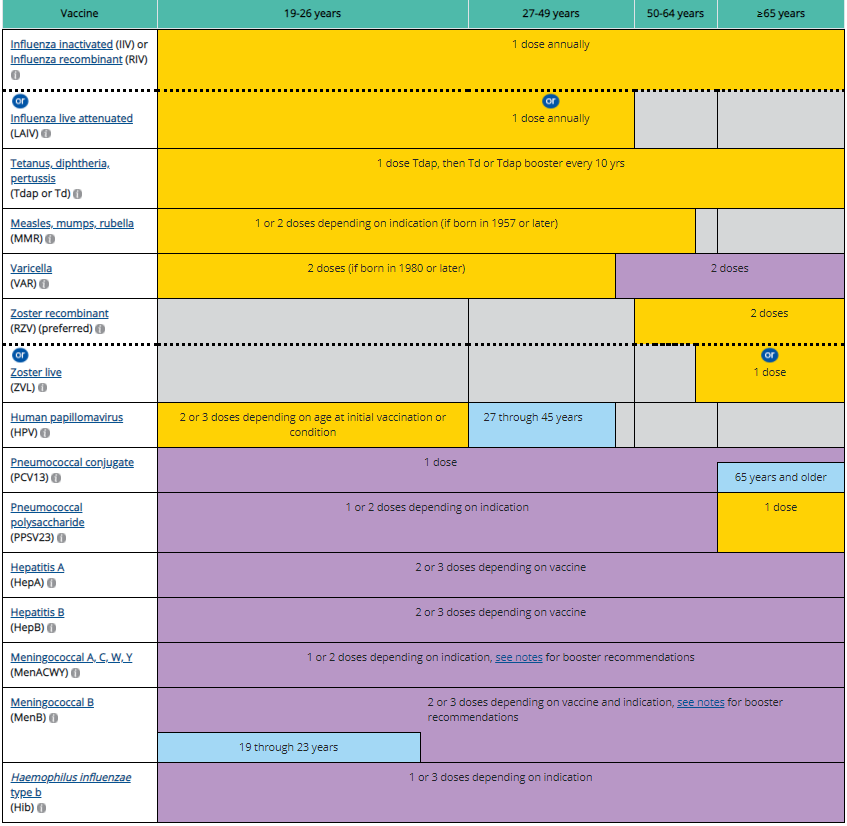 Vaccine 19-26 years 27-49 years 50-64 years ≥65 years
Influenza inactivated (IIV) or
Influenza recombinant (RIV)
i
1 dose annually
or
Influenza live attenuated
(LAIV) i
or
1 dose annually
Tetanus, diphtheria,
pertussis
(Tdap or Td) i
1 dose Tdap, then Td or Tdap booster every 10 yrs
Measles, mumps, rubella
(MMR) i
1 or 2 doses depending on indication (if born in 1957 or later)
Varicella
(VAR) i
2 doses (if born in 1980 or later)
2 doses
Zoster recombinant
(RZV) (preferred) i
2 doses
or
Zoster live
(ZVL) i
or
1 dose
Human papillomavirus
(HPV) i
2 or 3 doses depending on age at initial vaccination or
condition
27 through 45 years
Pneumococcal conjugate
(PCV13) i
1 dose
65 years and older
Pneumococcal
polysaccharide
(PPSV23) i
1 or 2 doses depending on indication
1 dose
Hepatitis A
(HepA) i
2 or 3 doses depending on vaccine
Hepatitis B
(HepB) i
2 or 3 doses depending on vaccine
Meningococcal A, C, W, Y
(MenACWY) i
1 or 2 doses depending on indication, see notes for booster recommendations
Meningococcal B
(MenB) i
2 or 3 doses depending on vaccine and indication, see notes for booster
recommendations
19 through 23 years
Haemophilus influenzae
type b
(Hib) i
1 or 3 doses depending on indication